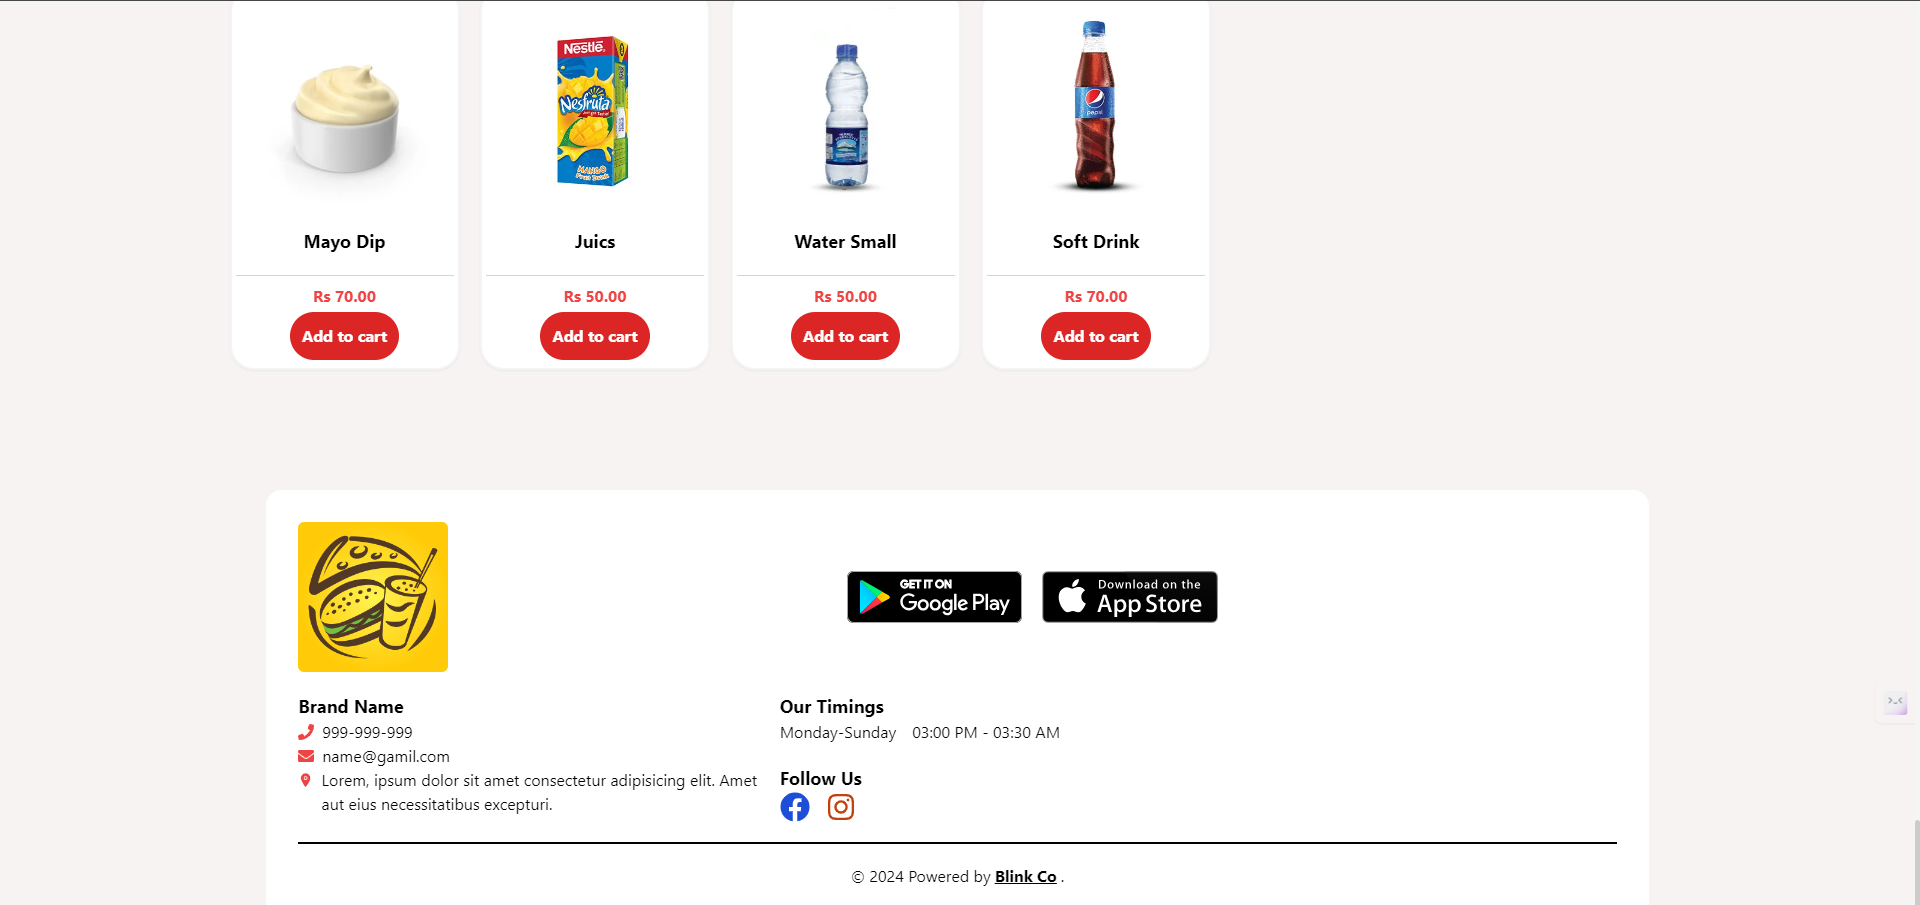 Nestlé
Nesfruta
MANGO
Fruit Drink
pepsi
Mayo Dip
Juics
Water Small
Soft Drink
Rs 70.00
Rs 50.00
Rs 50.00
Rs 70.00
Add to cart
Add to cart
Add to cart
Add to cart
GET IT ON
Google Play
Download on the
App Store
Brand Name
999-999-999
name@gamil.com
Lorem, ipsum dolor sit amet consectetur adipisicing elit. Amet
aut eius necessitatibus excepturi.
Our Timings
Monday-Sunday 03:00 PM - 03:30 AM
Follow Us
© 2024 Powered by Blink Co .